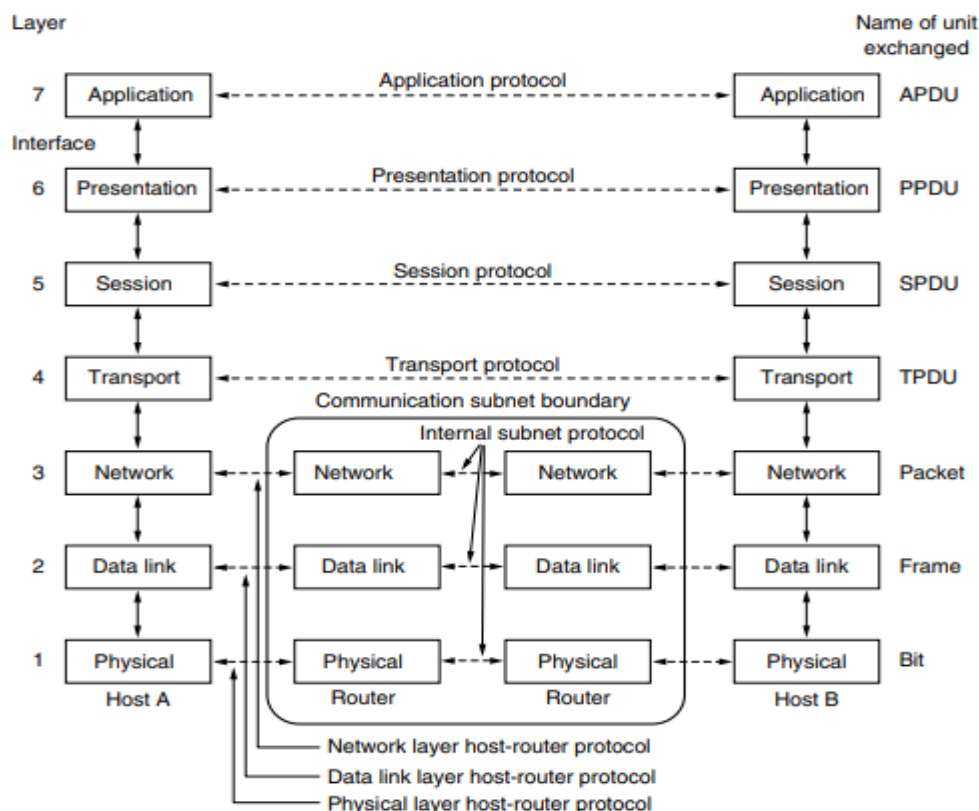 Layer
Name of unit
exchanged
7 Application Application protocol Application APDU
Interface
6 Presentation Presentation protocol Presentation PPDU
5 Session Session protocol Session SPDU
4 Transport Transport protocol Transport TPDU
Communication subnet boundary
Internal subnet protocol
3 Network Network Network Network Packet
2 Data link Data link Data link Data link Frame
1 Physical Physical Physical Physical Bit
Host A Router Router Host B
Network layer host-router protocol
Data link layer host-router protocol
Physical layer host-router protocol